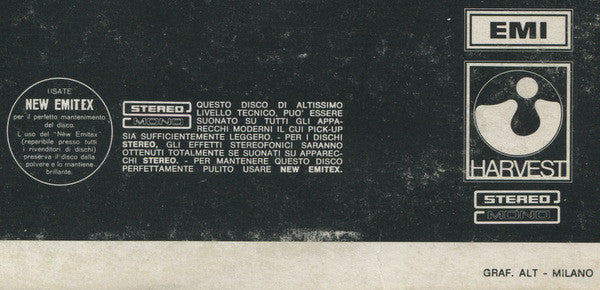 USATE
NEW EMITEX
per il perfetto mantenimento
del disco.
L'uso del "New Emitex"
(reperibile presso tutti
i rivenditori di dischi)
preserva il disco dalla
polvere e lo mantiene
brillante.
STEREO
MONO
QUESTO DISCO DI ALTISSIMO
LIVELLO TECNICO, PUO' ESSERE
SUONATO SU TUTTI GLI APPA-
RECCHI MODERNI IL CUI PICK-UP
SIA SUFFICIENTEMENTE LEGGERO. - PER I DISCHI
STEREO, GLI EFFETTI STEREOFONICI SARANNO
OTTENUTI TOTALMENTE SE SUONATI SU APPAREC-
CHI STEREO. - PER MANTENERE QUESTO DISCO
PERFETTAMENTE PULITO USARE NEW EMITEX.
EMI
HARVEST
STEREO
MONO
GRAF. ALT - MILANO